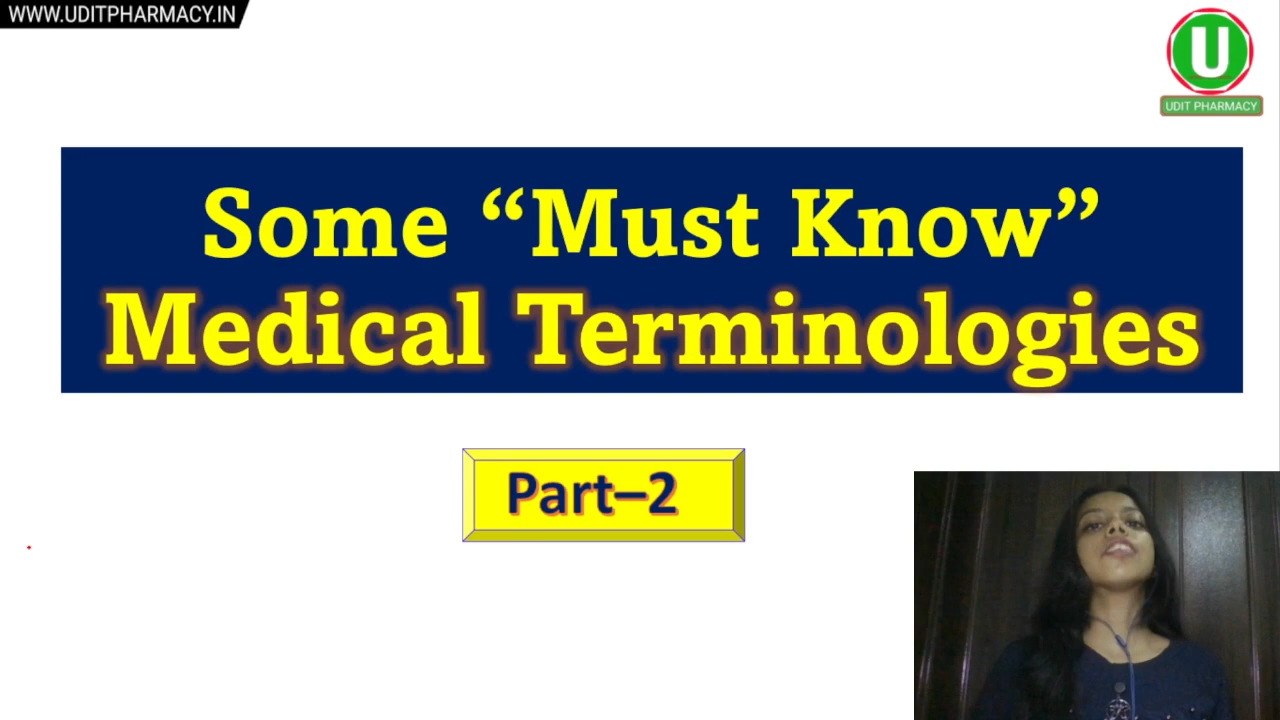 WWW.UDITPHARMACY.IN
U
UDIT PHARMACY
Some “Must Know”
Medical Terminologies
Part–2